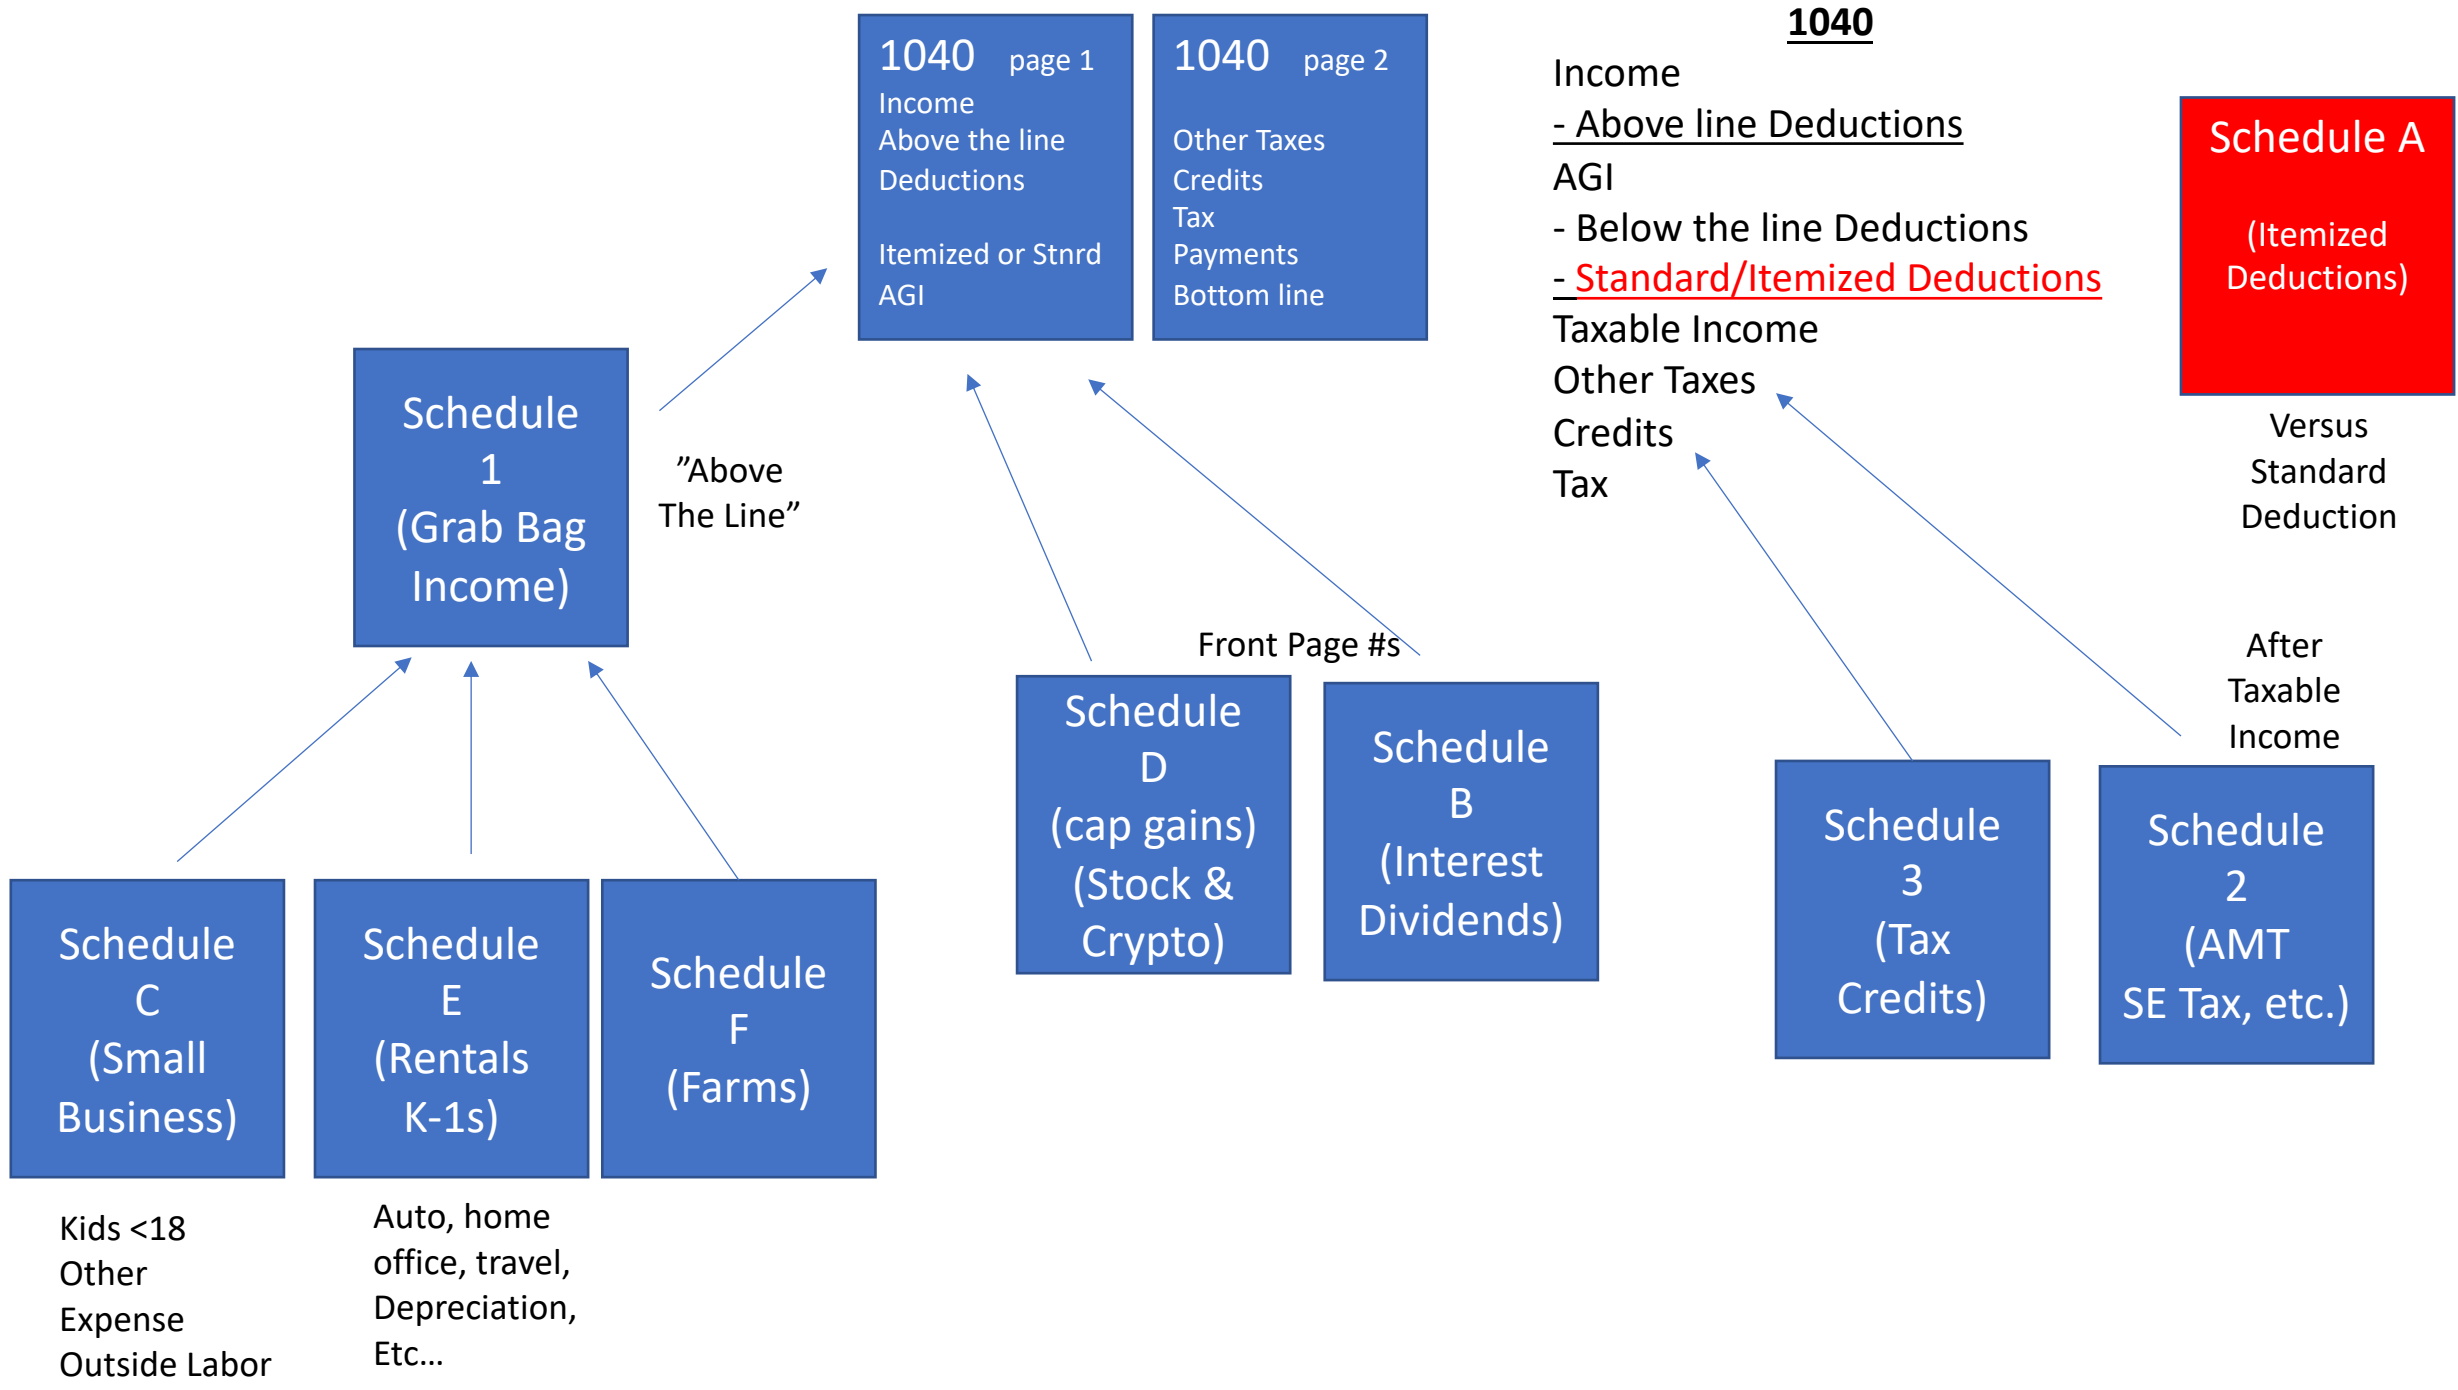 1040 page 1
Income
Above the line
Deductions
Itemized or Stnrd
AGI
1040 page 2
Other Taxes
Credits
Tax
Payments
Bottom line
1040
Income
- Above line Deductions
AGI
- Below the line Deductions
- Standard/Itemized Deductions
Taxable Income
Other Taxes
Credits
Tax
Schedule A
(Itemized
Deductions)
Versus
Standard
Deduction
Schedule
1
(Grab Bag
Income)
”Above
The Line”
Front Page #s
After
Taxable
Income
Schedule
D
(cap gains)
(Stock &
Crypto)
Schedule
B
(Interest
Dividends)
Schedule
3
(Tax
Credits)
Schedule
2
(AMT
SE Tax, etc.)
Schedule
C
(Small
Business)
Schedule
E
(Rentals
K-1s)
Schedule
F
(Farms)
Kids <18
Other
Expense
Outside Labor
Auto, home
office, travel,
Depreciation,
Etc...